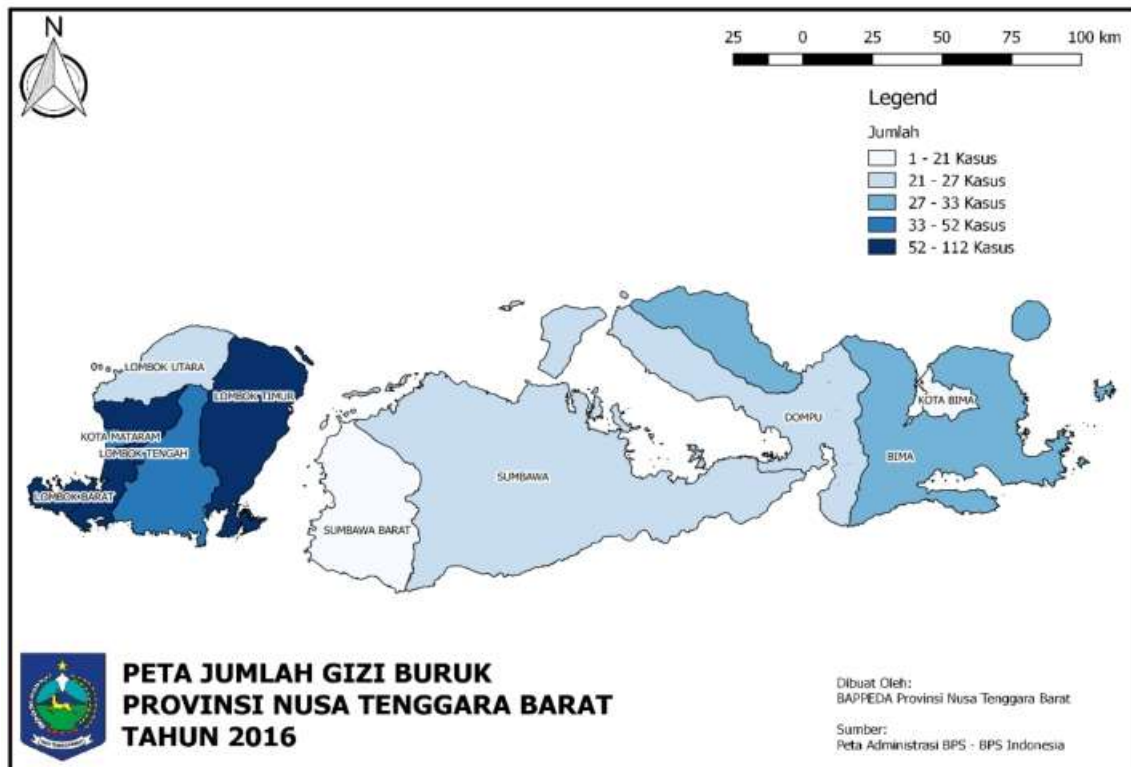 N
25 0 25 50 75 100 km
Legend
Jumlah
1 - 21 Kasus
21 - 27 Kasus
27 - 33 Kasus
33 - 52 Kasus
52 - 112 Kasus
LOMBOK UTARA
LOMBOK TIMUR
KOTA MATARAM
LOMBOK TENGAH
LOMBOK BARAT
SUMBAWA BARAT
SUMBAWA
DOMPU
BIMA
KOTA BIMA
PETA JUMLAH GIZI BURUK
PROVINSI NUSA TENGGARA BARAT
TAHUN 2016
Dibuat Oleh:
BAPPEDA Provinsi Nusa Tenggara Barat
Sumber:
Peta Administrasi BPS - BPS Indonesia